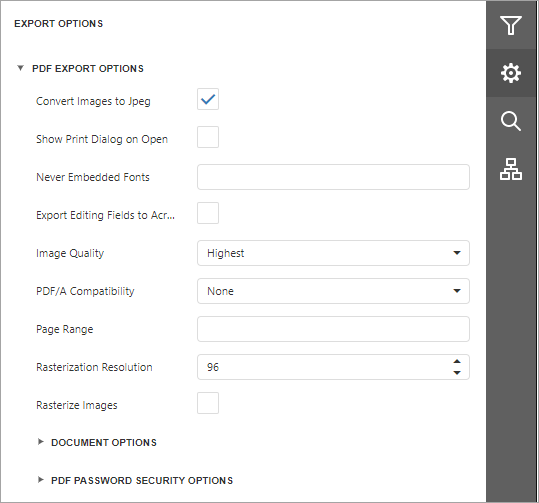 EXPORT OPTIONS
PDF EXPORT OPTIONS
Convert Images to Jpeg
Show Print Dialog on Open
Never Embedded Fonts
Export Editing Fields to Acr...
Image Quality Highest
PDF/A Compatibility None
Page Range
Rasterization Resolution 96
Rasterize Images
DOCUMENT OPTIONS
PDF PASSWORD SECURITY OPTIONS